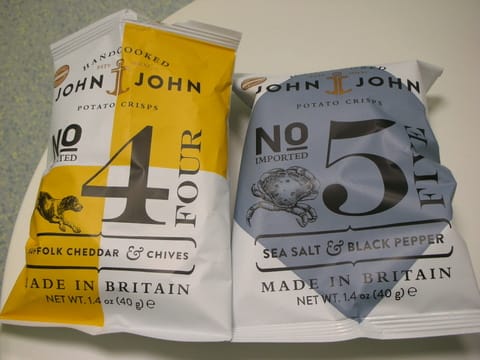 HANDCOOKED
JOHN JOHN
POTATO CRISPS
No 4 FOUR
SUFFOLK CHEDDAR & CHIVES
MADE IN BRITAIN
NET WT. 1.4 oz (40 g) e
JOHN JOHN
POTATO CRISPS
No 5 FIVE
IMPORTED
SEA SALT & BLACK PEPPER
MADE IN BRITAIN
NET WT. 1.4 oz (40 g) e